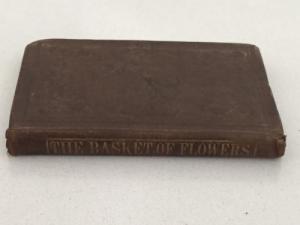 THE BASKET OF FLOWERS